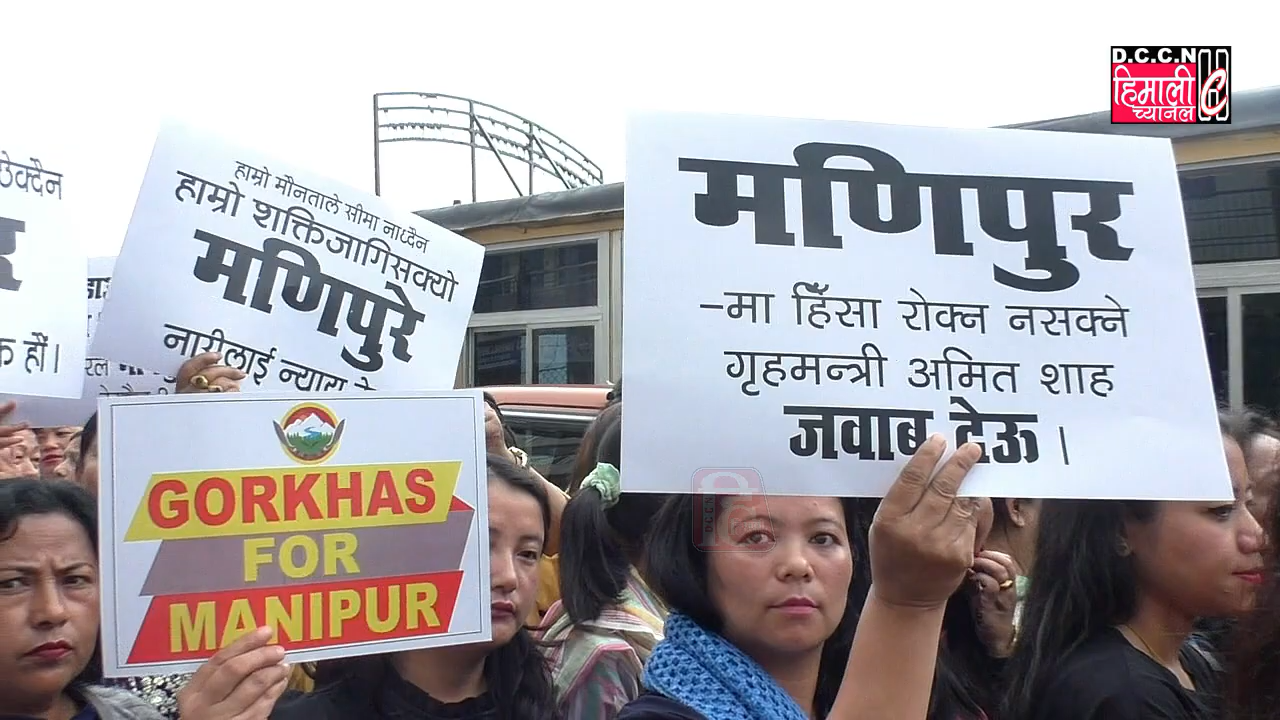 D.C.C.N
हिमाली
च्यानल
छेक्दैन
क हौं।
हाम्रो मौनताले सीमा नाध्दैन
हाम्रो शक्तिजागिसक्यो
मणिपुरे
नारीलाई न्याय
GORKHAS
FOR
MANIPUR
मणिपुर
-मा हिँसा रोक्न नसक्ने
गृहमन्त्री अमित शाह
जवाब देऊ।